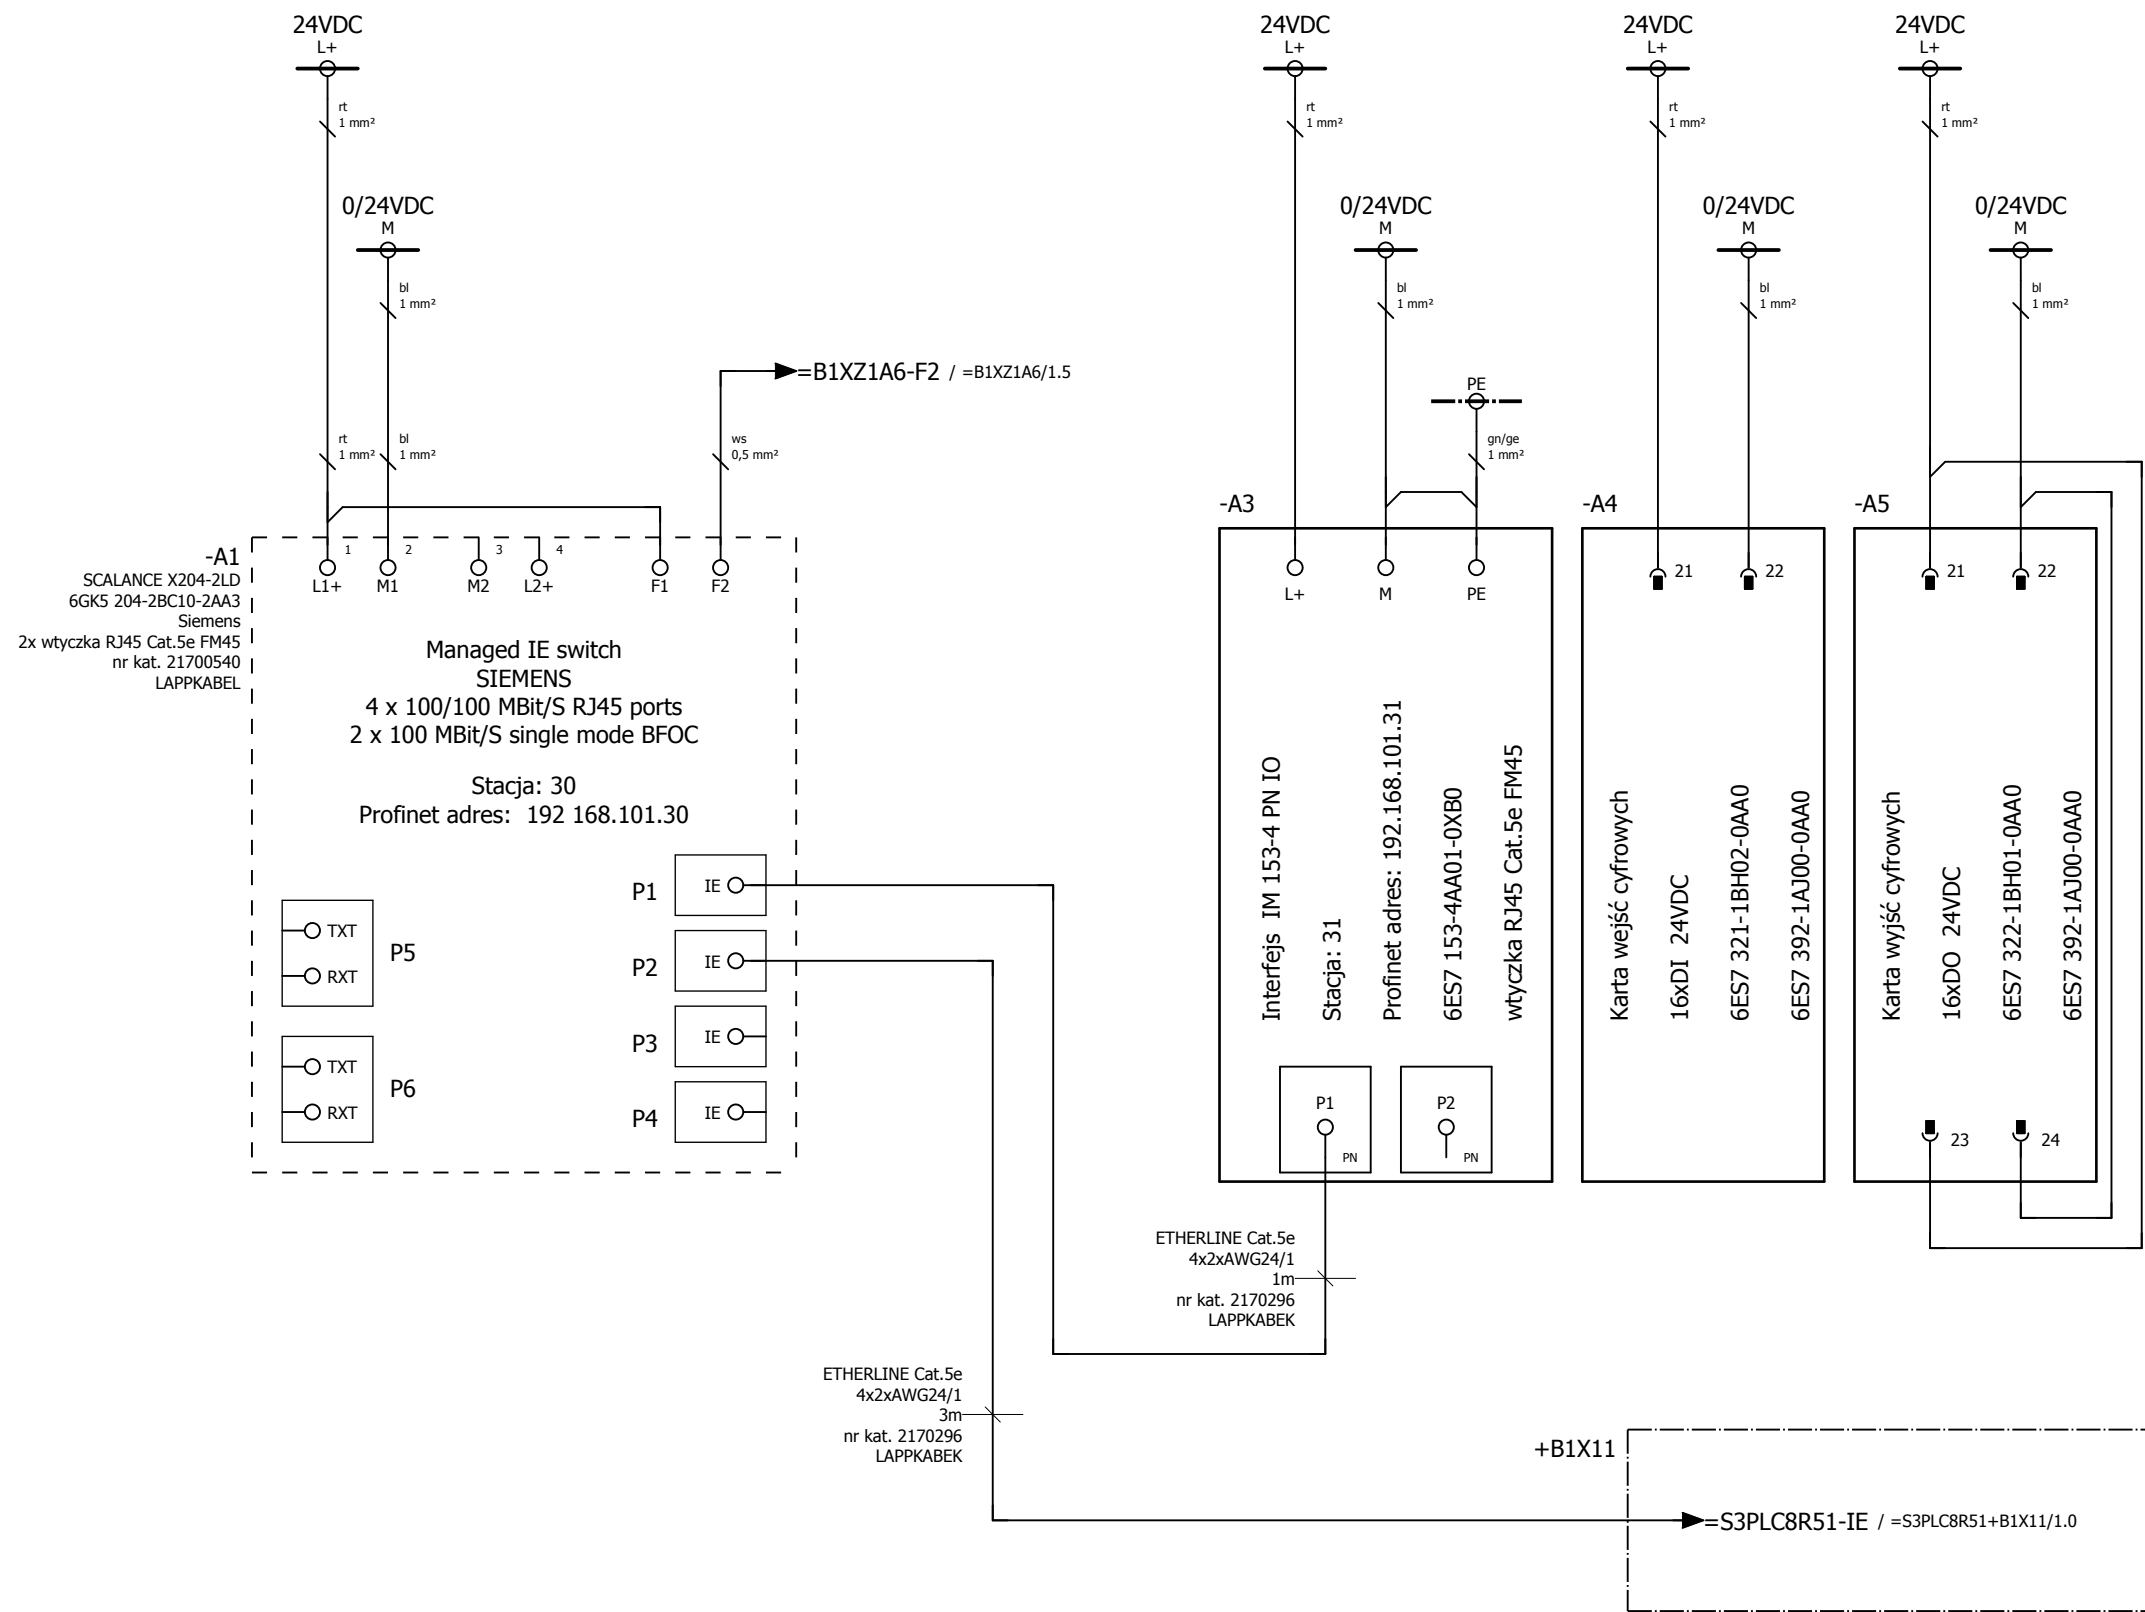 24VDC
L+
rt
1 mm²
0/24VDC
M
bl
1 mm²
rt
1 mm²
bl
1 mm²
=B1XZ1A6-F2 / =B1XZ1A6/1.5
ws
0,5 mm²
-A1
SCALANCE X204-2LD
6GK5 204-2BC10-2AA3
Siemens
2x wtyczka RJ45 Cat.5e FM45
nr kat. 21700540
LAPPKABEL
1 2 3 4
L1+ M1 M2 L2+ F1 F2
Managed IE switch
SIEMENS
4 x 100/100 MBit/S RJ45 ports
2 x 100 MBit/S single mode BFOC
Stacja: 30
Profinet adres: 192 168.101.30
P1 IE
P2 IE
P3 IE
P4 IE
TXT
RXT
P5
TXT
RXT
P6
24VDC
L+
rt
1 mm²
0/24VDC
M
bl
1 mm²
PE
gn/ge
1 mm²
-A3
L+ M PE
Interfejs IM 153-4 PN IO
Stacja: 31
Profinet adres: 192.168.101.31
6ES7 153-4AA01-0XB0
wtyczka RJ45 Cat.5e FM45
P1
PN
P2
PN
24VDC
L+
rt
1 mm²
0/24VDC
M
bl
1 mm²
-A4
21 22
Karta wejść cyfrowych
16xDI 24VDC
6ES7 321-1BH02-0AA0
6ES7 392-1AJ00-0AA0
24VDC
L+
rt
1 mm²
0/24VDC
M
bl
1 mm²
-A5
21 22
Karta wyjść cyfrowych
16xDO 24VDC
6ES7 322-1BH01-0AA0
6ES7 392-1AJ00-0AA0
23 24
ETHERLINE Cat.5e
4x2xAWG24/1
1m
nr kat. 2170296
LAPPKABEK
ETHERLINE Cat.5e
4x2xAWG24/1
3m
nr kat. 2170296
LAPPKABEK
+B1X11
=S3PLC8R51-IE / =S3PLC8R51+B1X11/1.0